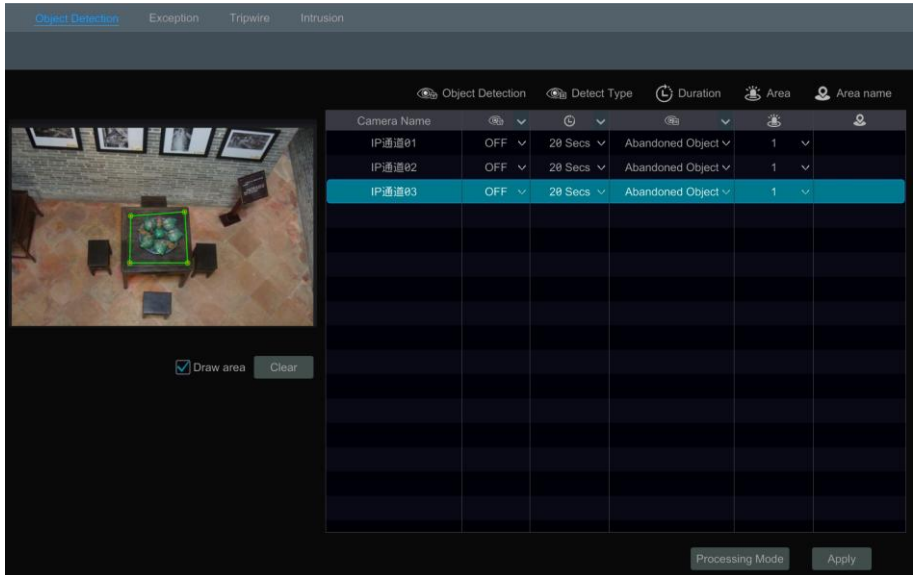 Object Detection Exception Tripwire Intrusion
Object Detection Detect Type Duration Area Area name
Camera Name
IP通道01 OFF 20 Secs Abandoned Object 1
IP通道02 OFF 20 Secs Abandoned Object 1
IP通道03 OFF 20 Secs Abandoned Object 1
Draw area Clear
Processing Mode Apply